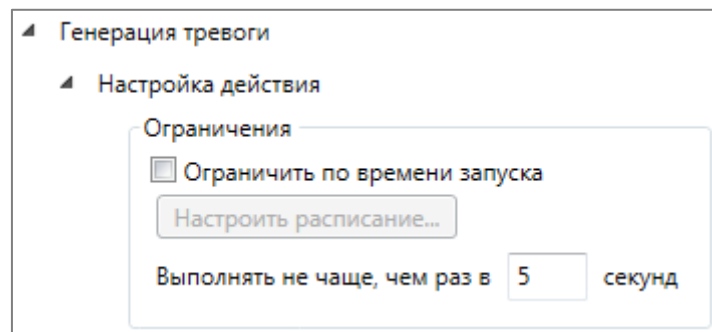 Генерация тревоги
Настройка действия
Ограничения
Ограничить по времени запуска
Настроить расписание...
Выполнять не чаще, чем раз в 5 секунд